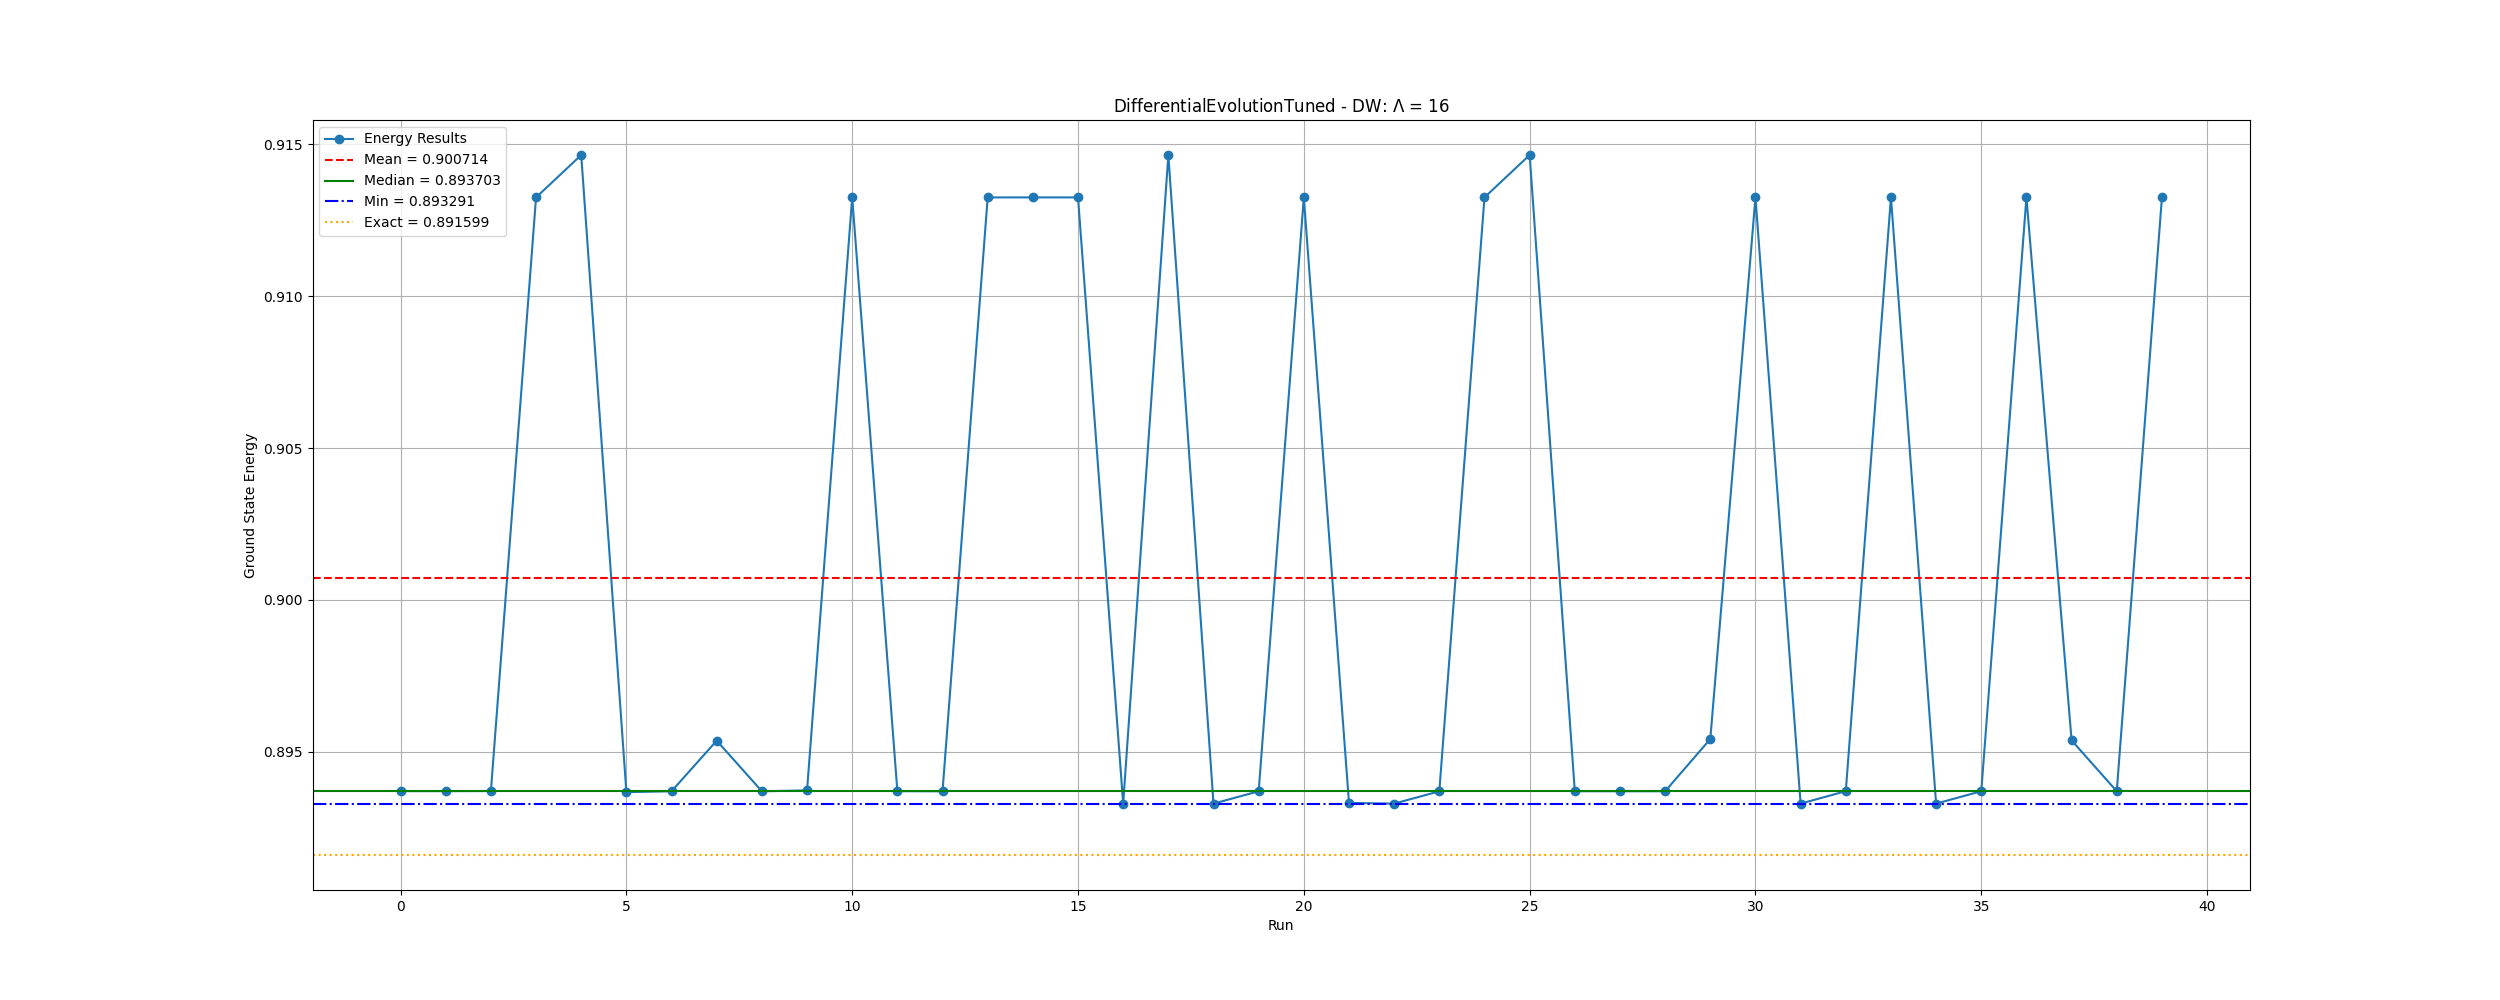 DifferentialEvolutionTuned - DW: Λ = 16
Energy Results
Mean = 0.900714
Median = 0.893703
Min = 0.893291
Exact = 0.891599
Ground State Energy
0.915
0.910
0.905
0.900
0.895
0 5 10 15 20 25 30 35 40
Run